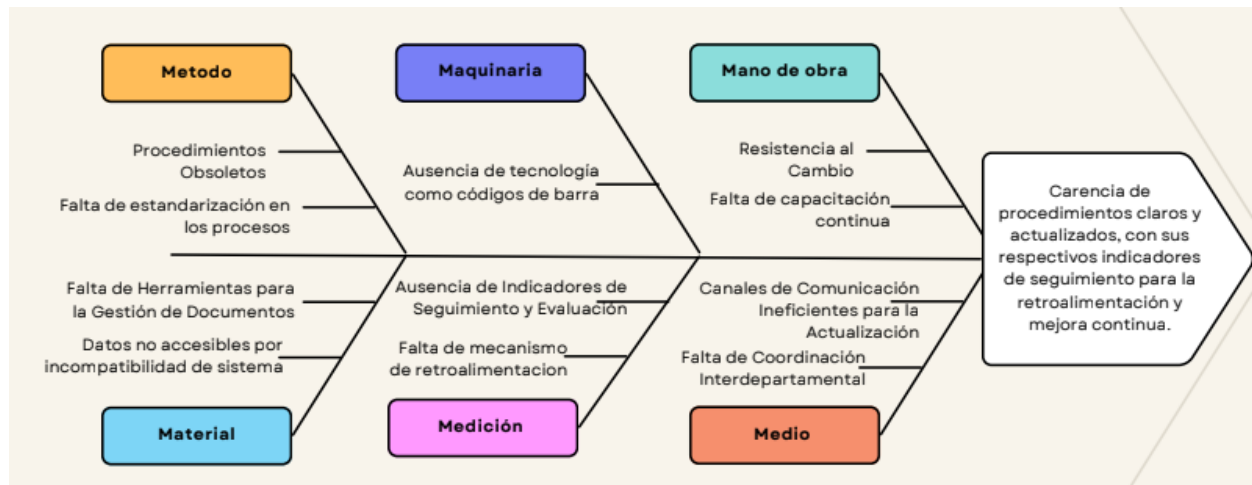 Metodo
Maquinaria
Mano de obra
Procedimientos
Obsoletos
Falta de estandarización en
los procesos
Ausencia de tecnología
como códigos de barra
Resistencia al
Cambio
Falta de capacitación
continua
Carencia de
procedimientos claros y
actualizados, con sus
respectivos indicadores
de seguimiento para la
retroalimentación y
mejora continua.
Falta de Herramientas para
la Gestión de Documentos
Datos no accesibles por
incompatibilidad de sistema
Ausencia de Indicadores de
Seguimiento y Evaluación
Falta de mecanismo
de retroalimentacion
Canales de Comunicación
Ineficientes para la
Actualización
Falta de Coordinación
Interdepartamental
Material
Medición
Medio